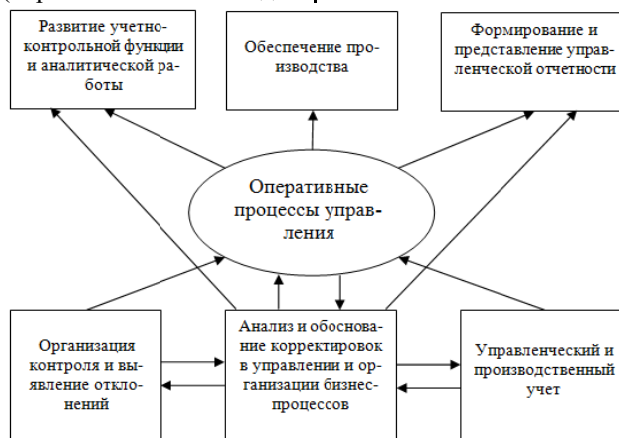 Развитие учетно-
контрольной функции
и аналитической ра-
боты
Обеспечение про-
изводства
Формирование и
представление управ-
ленческой отчетности
Оперативные
процессы управ-
ления
Организация
контроля и вы-
явление откло-
нений
Анализ и обоснова-
ние корректировок
в управлении и ор-
ганизации бизнес-
процессов
Управленческий и
производственный
учет